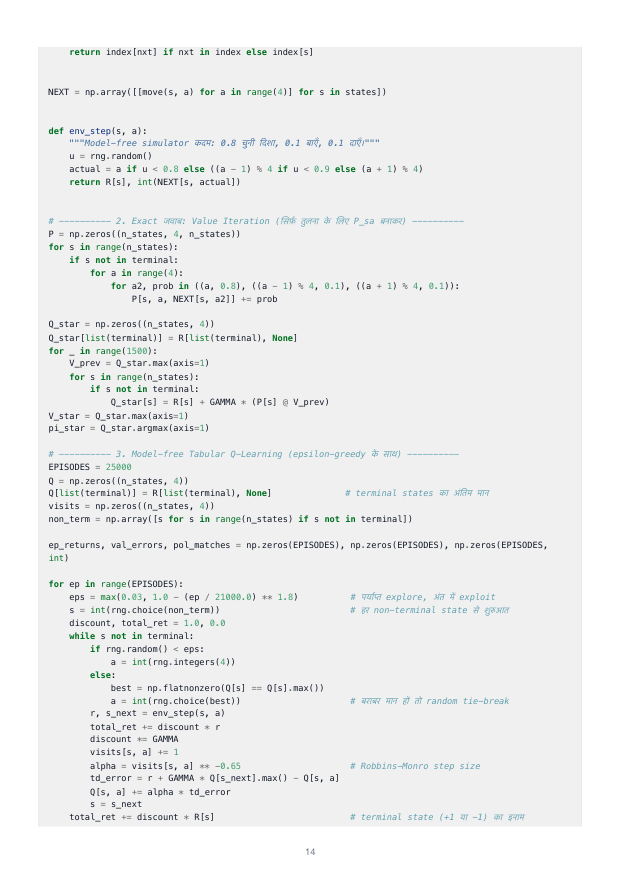 return index[nxt] if nxt in index else index[s]
NEXT = np.array([[move(s, a) for a in range(4)] for s in states])
def env_step(s, a):
    """Model-free simulator कदम: 0.8 चुनी दिशा, 0.1 बाएँ, 0.1 दाएँ।"""
    u = rng.random()
    actual = a if u < 0.8 else ((a − 1) % 4 if u < 0.9 else (a + 1) % 4)
    return R[s], int(NEXT[s, actual])
# −−−−−−−−−− 2. Exact जवाब: Value Iteration (सिर्फ़ तुलना के लिए P_sa बनाकर) −−−−−−−−−−
P = np.zeros((n_states, 4, n_states))
for s in range(n_states):
    if s not in terminal:
        for a in range(4):
            for a2, prob in ((a, 0.8), ((a − 1) % 4, 0.1), ((a + 1) % 4, 0.1)):
                P[s, a, NEXT[s, a2]] += prob
Q_star = np.zeros((n_states, 4))
Q_star[list(terminal)] = R[list(terminal), None]
for _ in range(1500):
    V_prev = Q_star.max(axis=1)
    for s in range(n_states):
        if s not in terminal:
            Q_star[s] = R[s] + GAMMA * (P[s] @ V_prev)
V_star = Q_star.max(axis=1)
pi_star = Q_star.argmax(axis=1)
# −−−−−−−−−− 3. Model-free Tabular Q−Learning (epsilon−greedy के साथ) −−−−−−−−−−
EPISODES = 25000
Q = np.zeros((n_states, 4))
Q[list(terminal)] = R[list(terminal), None]              # terminal states का अंतिम मान
visits = np.zeros((n_states, 4))
non_term = np.array([s for s in range(n_states) if s not in terminal])
ep_returns, val_errors, pol_matches = np.zeros(EPISODES), np.zeros(EPISODES), np.zeros(EPISODES,
int)
for ep in range(EPISODES):
    eps = max(0.03, 1.0 − (ep / 21000.0) ** 1.8)          # पर्याप्त explore, अंत में exploit
    s = int(rng.choice(non_term))                         # हर non-terminal state से शुरुआत
    discount, total_ret = 1.0, 0.0
    while s not in terminal:
        if rng.random() < eps:
            a = int(rng.integers(4))
        else:
            best = np.flatnonzero(Q[s] == Q[s].max())
            a = int(rng.choice(best))                     # बराबर मान हों तो random tie−break
        r, s_next = env_step(s, a)
        total_ret += discount * r
        discount *= GAMMA
        visits[s, a] += 1
        alpha = visits[s, a] ** −0.65                     # Robbins−Monro step size
        td_error = r + GAMMA * Q[s_next].max() − Q[s, a]
        Q[s, a] += alpha * td_error
        s = s_next
    total_ret += discount * R[s]                          # terminal state (+1 या −1) का इनाम
14